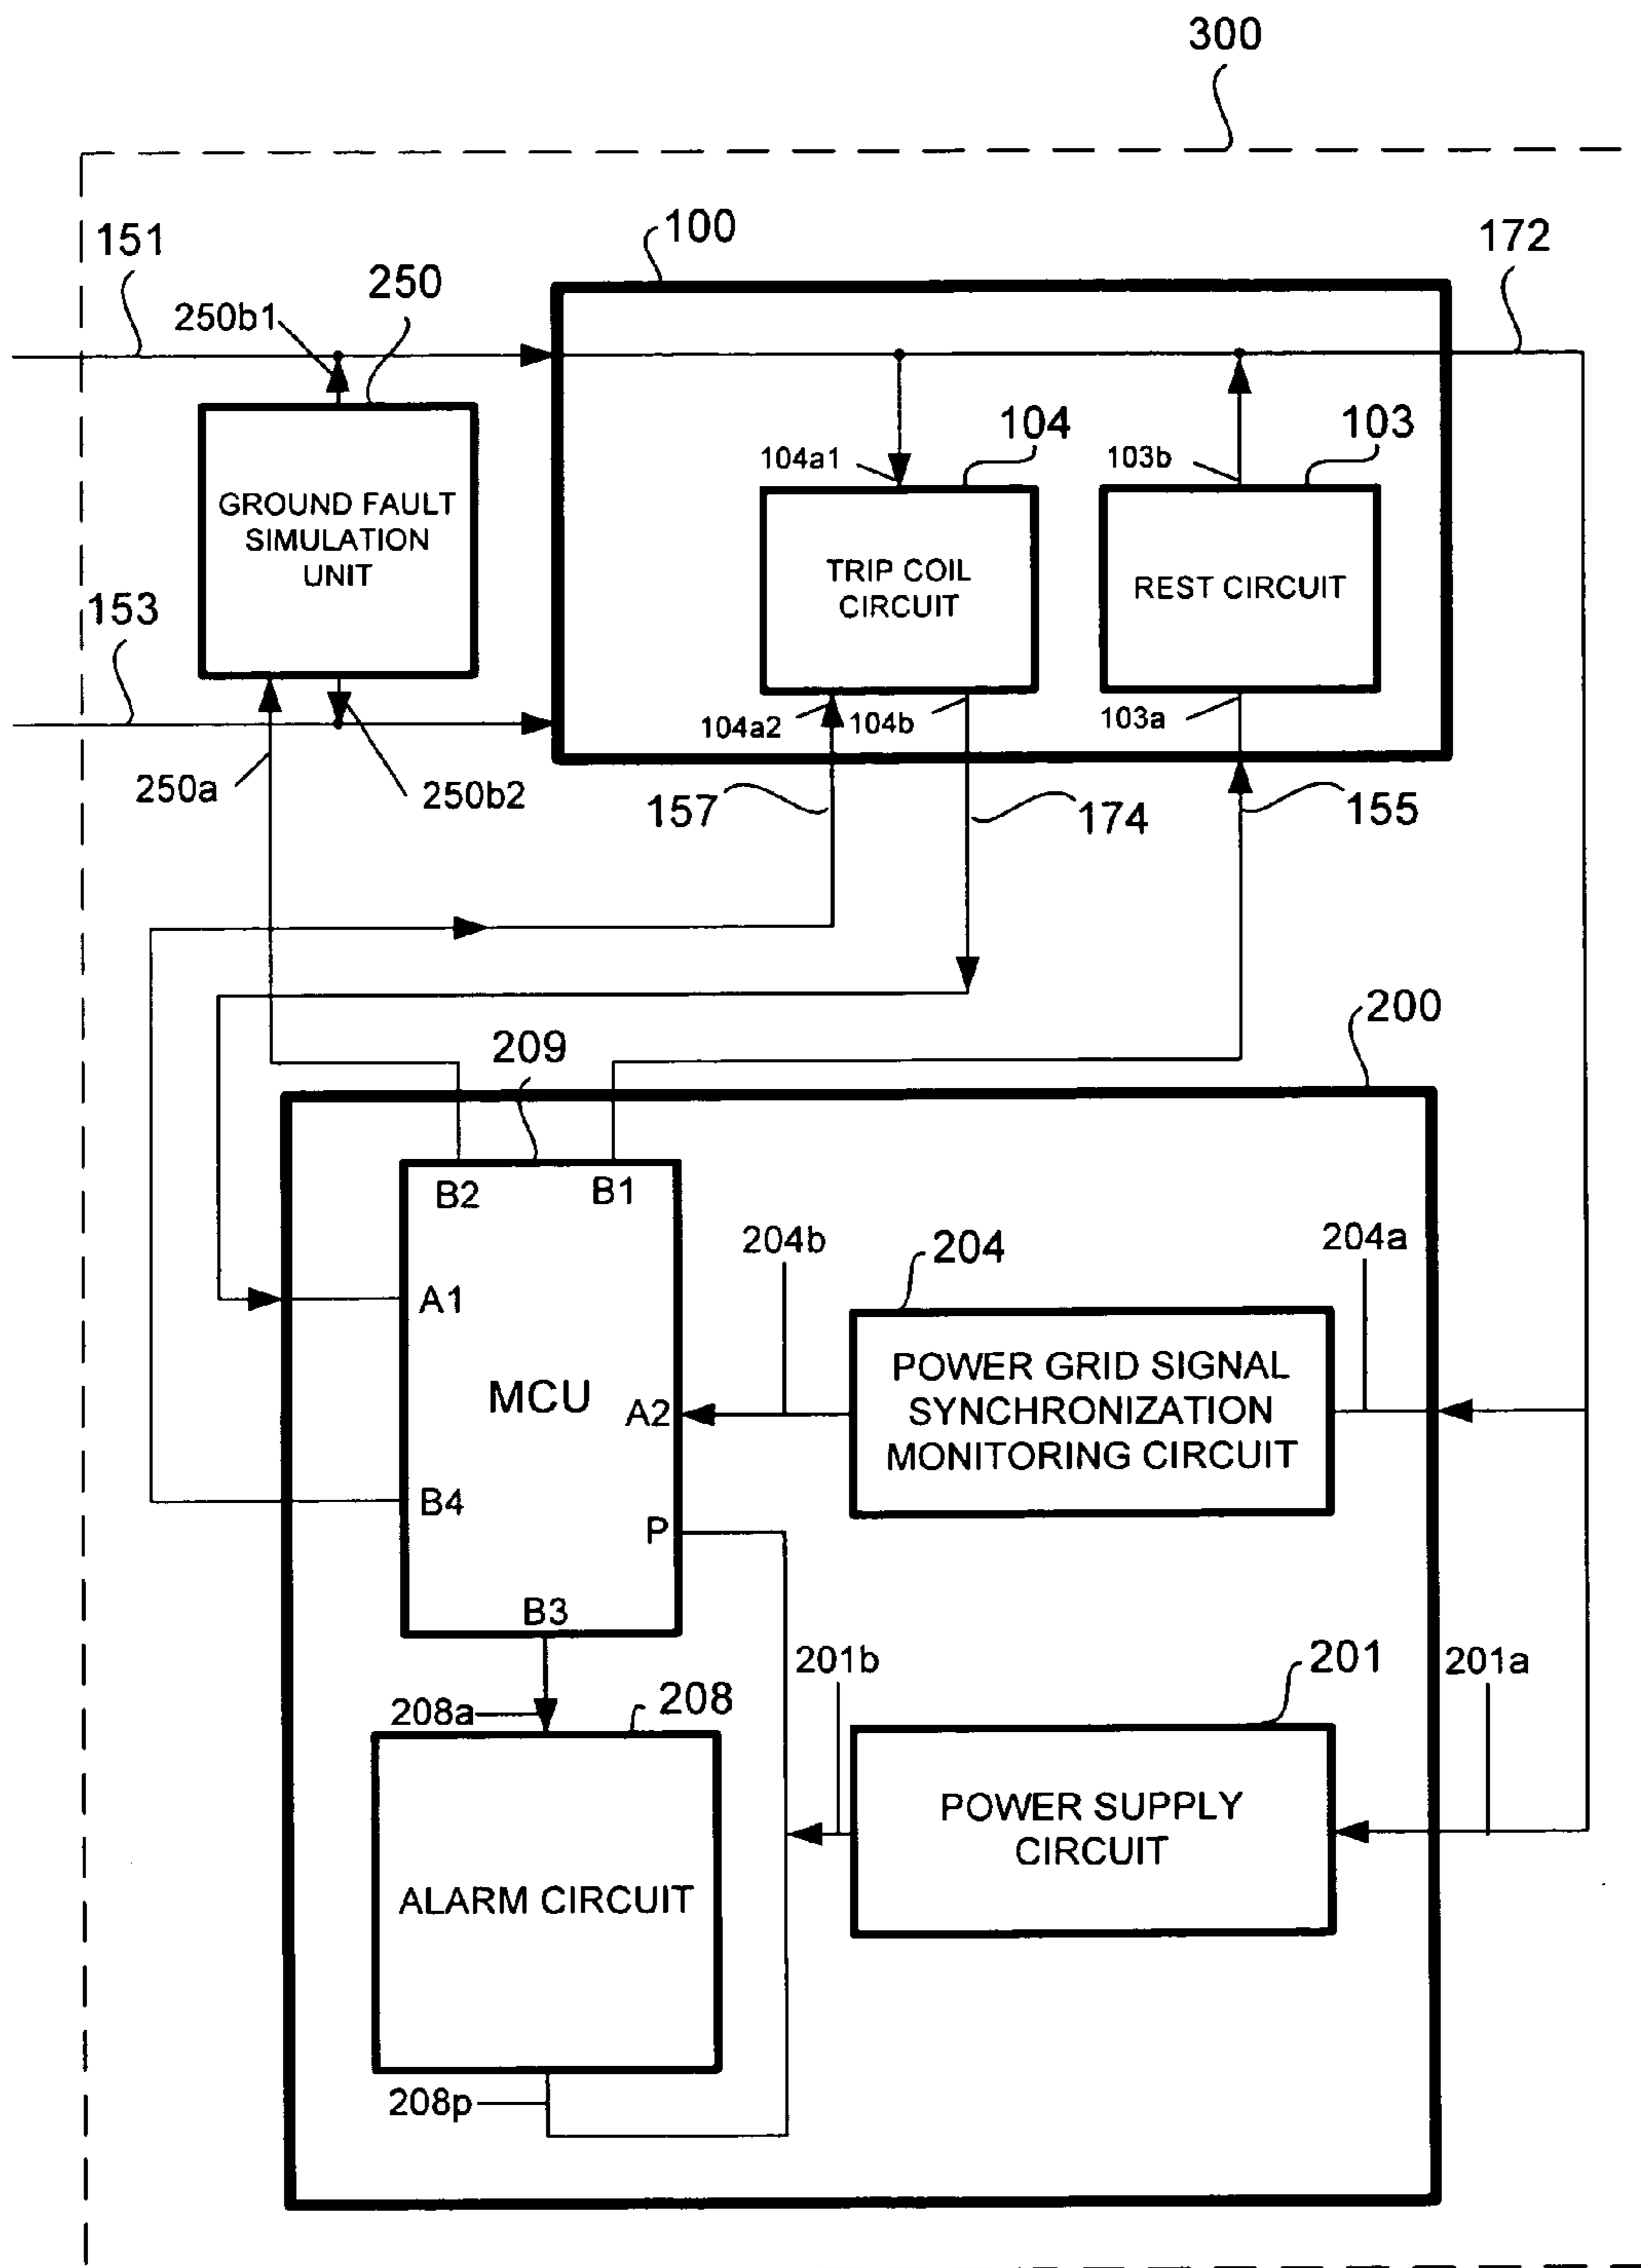 300
100
151
172
250
250b1
104
103
104a1
103b
GROUND FAULT
SIMULATION
UNIT
TRIP COIL
CIRCUIT
REST CIRCUIT
153
104a2
104b
103a
250a
250b2
157
174
155
200
209
B2
B1
204b
204
204a
A1
MCU
A2
POWER GRID SIGNAL
SYNCHRONIZATION
MONITORING CIRCUIT
B4
P
B3
201b
201
201a
208a
208
POWER SUPPLY
CIRCUIT
ALARM CIRCUIT
208p